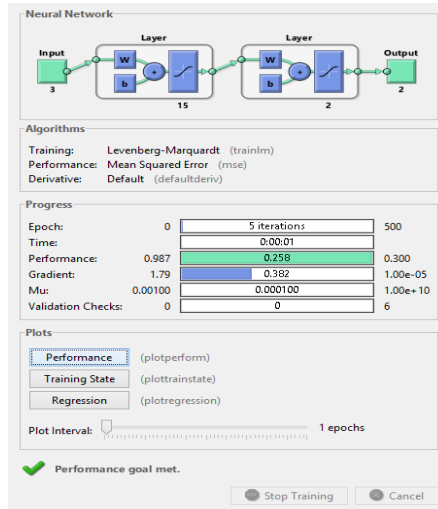 Neural Network
Layer Layer
Input Output
W W
b b
+ +
3 15 2 2
Algorithms
Training: Levenberg-Marquardt (trainlm)
Performance: Mean Squared Error (mse)
Derivative: Default (defaultderiv)
Progress
Epoch: 0 5 iterations 500
Time: 0:00:01
Performance: 0.987 0.258 0.300
Gradient: 1.79 0.382 1.00e-05
Mu: 0.00100 0.000100 1.00e+10
Validation Checks: 0 0 6
Plots
Performance (plotperform)
Training State (plottrainstate)
Regression (plotregression)
Plot Interval: 1 epochs
Performance goal met.
Stop Training Cancel